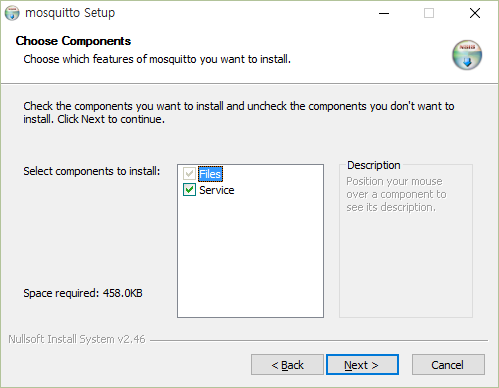 mosquitto Setup
Choose Components
Choose which features of mosquitto you want to install.
Check the components you want to install and uncheck the components you don't want to
install. Click Next to continue.
Select components to install:
Files
Service
Description
Position your mouse
over a component to
see its description.
Space required: 458.0KB
Nullsoft Install System v2.46
< Back
Next >
Cancel